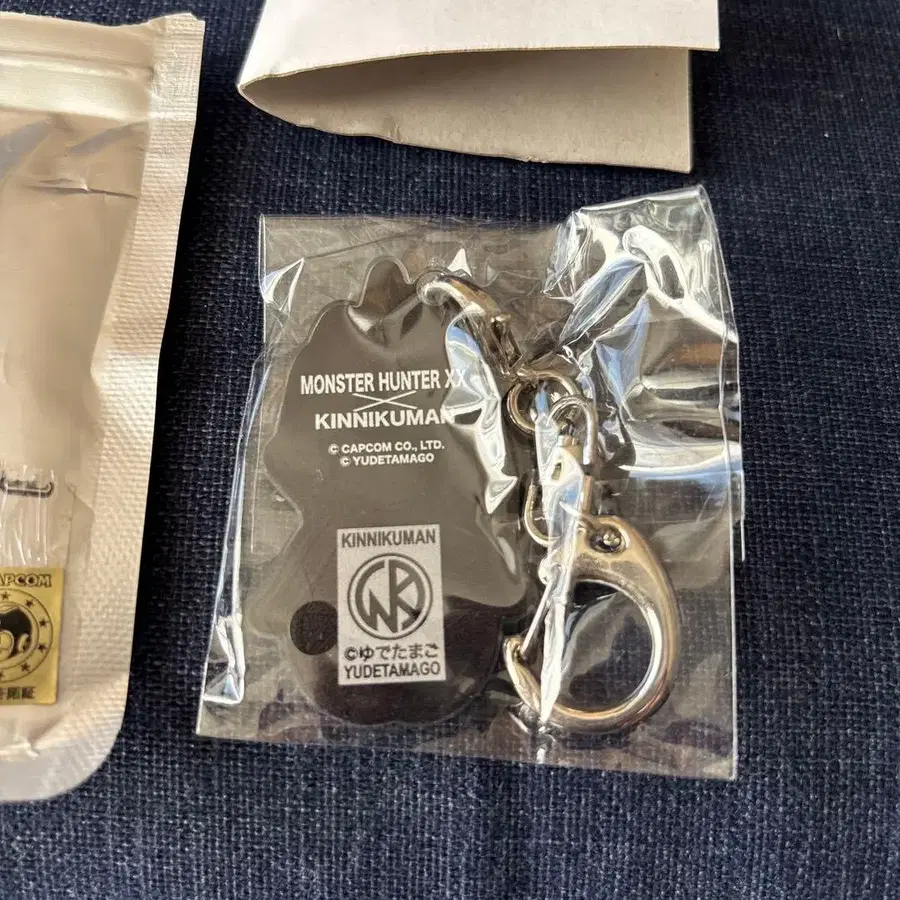 MONSTER HUNTER XX
KINNIKUMAN
© CAPCOM CO., LTD.
© YUDETAMAGO
KINNIKUMAN
©ゆでたまご
YUDETAMAGO
CAPCOM